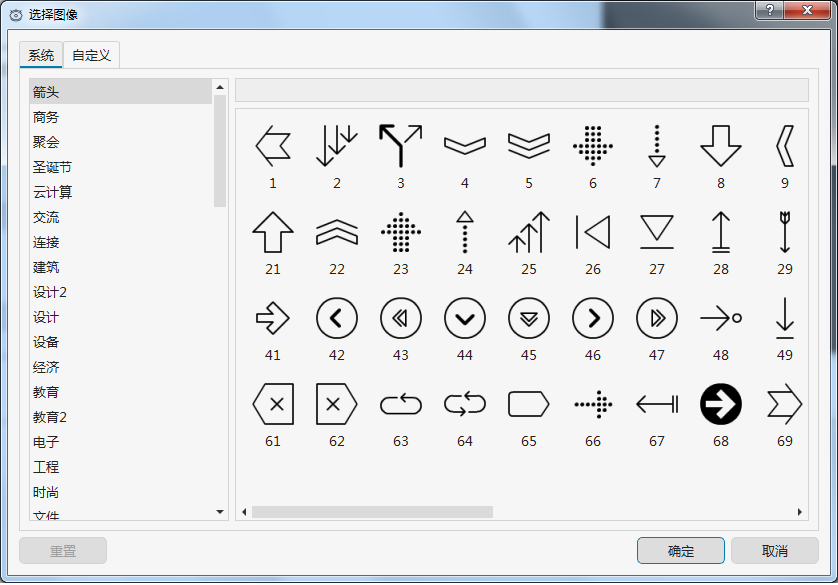 选择图像
系统 自定义
箭头
商务
聚会
圣诞节
云计算
交流
连接
建筑
设计2
设计
设备
经济
教育
教育2
电子
工程
时尚
文件
1 2 3 4 5 6 7 8 9
21 22 23 24 25 26 27 28 29
41 42 43 44 45 46 47 48 49
61 62 63 64 65 66 67 68 69
重置 确定 取消